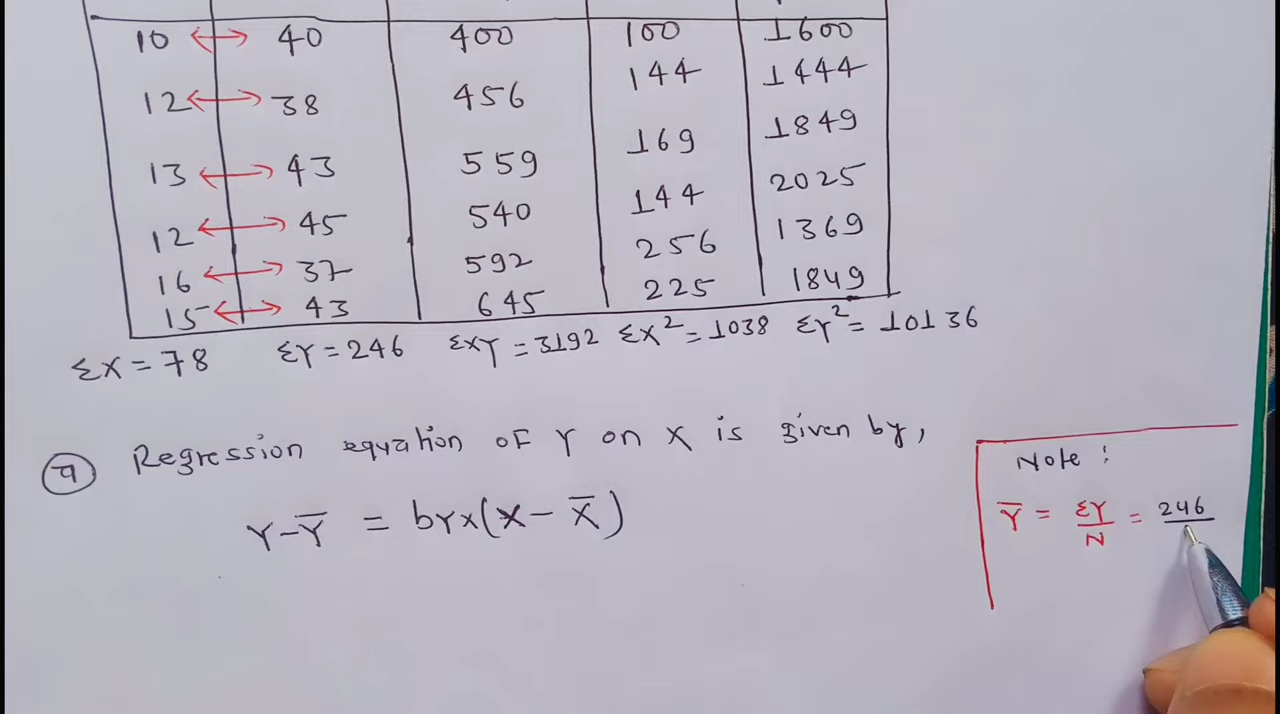 10 ↔ 40 400 100 1600
12 ↔ 38 456 144 1444
13 ↔ 43 559 169 1849
12 ↔ 45 540 144 2025
16 ↔ 37 592 256 1369
15 ↔ 43 645 225 1849
ΣX = 78 ΣY = 246 ΣXY = 3192 ΣX² = 1038 ΣY² = 10136
a Regression equation of Y on X is given by,
Y - Ȳ = bYX(X - X̄)
Note :
Ȳ = ΣY/N = 246